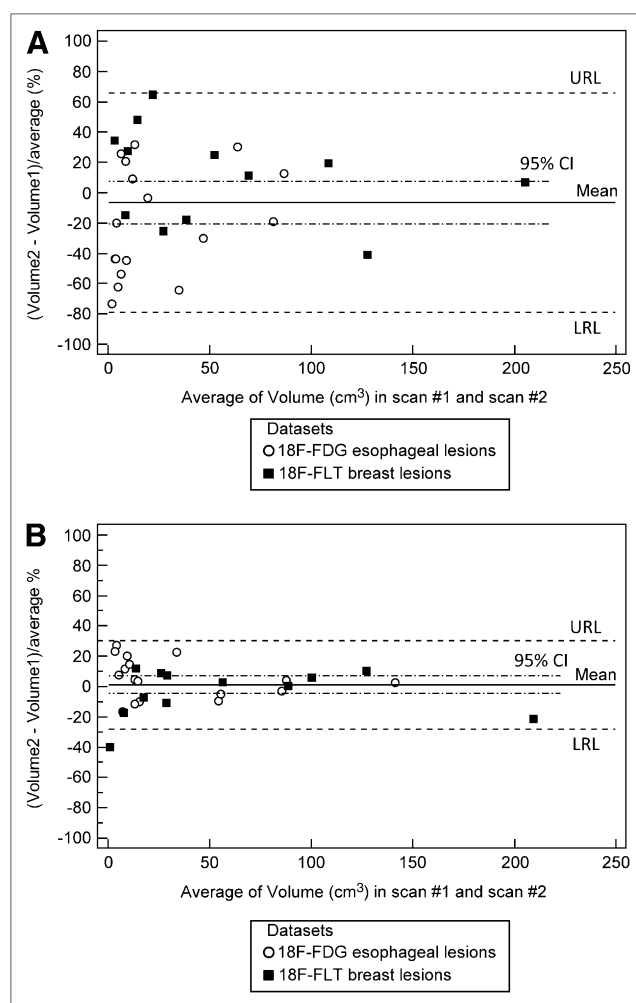 A
100
80
60
40
20
0
-20
-40
-60
-80
-100
(Volume2 - Volume1)/average (%)
URL
95% CI
Mean
LRL
0 50 100 150 200 250
Average of Volume (cm3) in scan #1 and scan #2
Datasets
18F-FDG esophageal lesions
18F-FLT breast lesions
B
100
80
60
40
20
0
-20
-40
-60
-80
-100
(Volume2 - Volume1)/average %
URL
95% CI
Mean
LRL
0 50 100 150 200 250
Average of Volume (cm3) in scan #1 and scan #2
Datasets
18F-FDG esophageal lesions
18F-FLT breast lesions